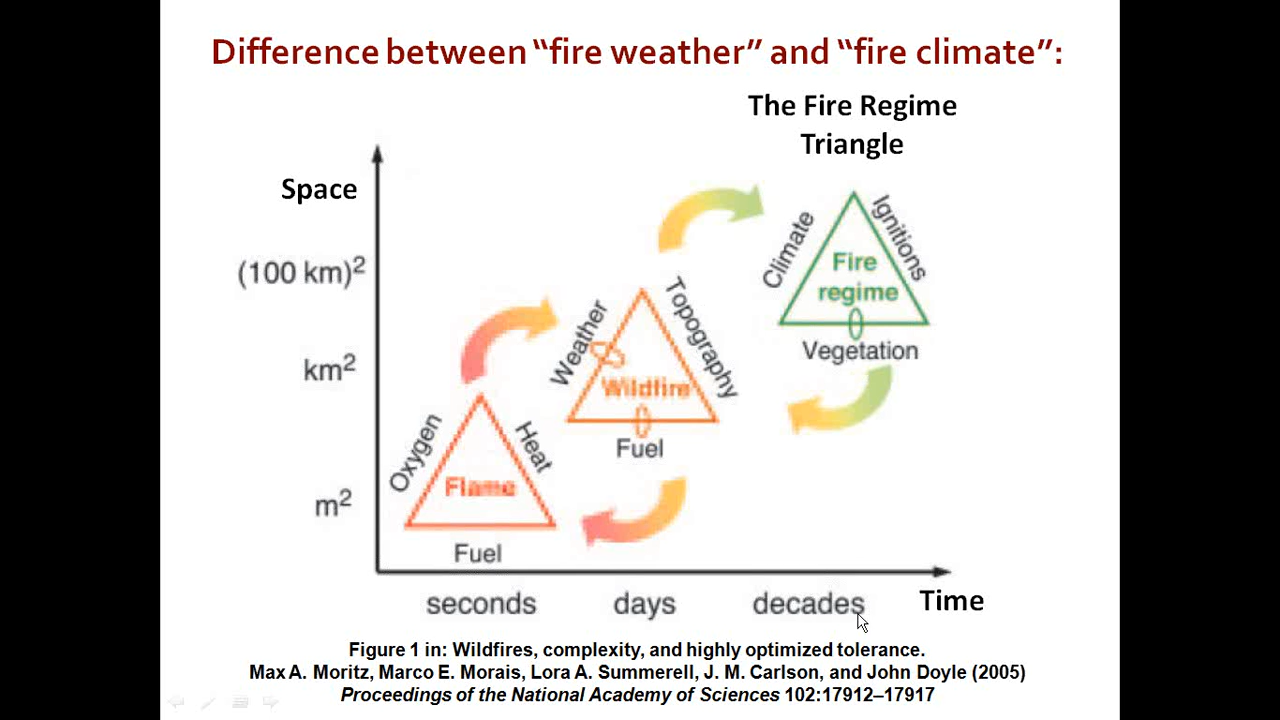 Difference between “fire weather” and “fire climate”:
The Fire Regime
Triangle
Space
(100 km)2
km2
m2
Climate
Ignitions
Fire
regime
Vegetation
Weather
Topography
Wildfire
Fuel
Oxygen
Heat
Flame
Fuel
seconds
days
decades
Time
Figure 1 in: Wildfires, complexity, and highly optimized tolerance.
Max A. Moritz, Marco E. Morais, Lora A. Summerell, J. M. Carlson, and John Doyle (2005)
Proceedings of the National Academy of Sciences 102:17912–17917